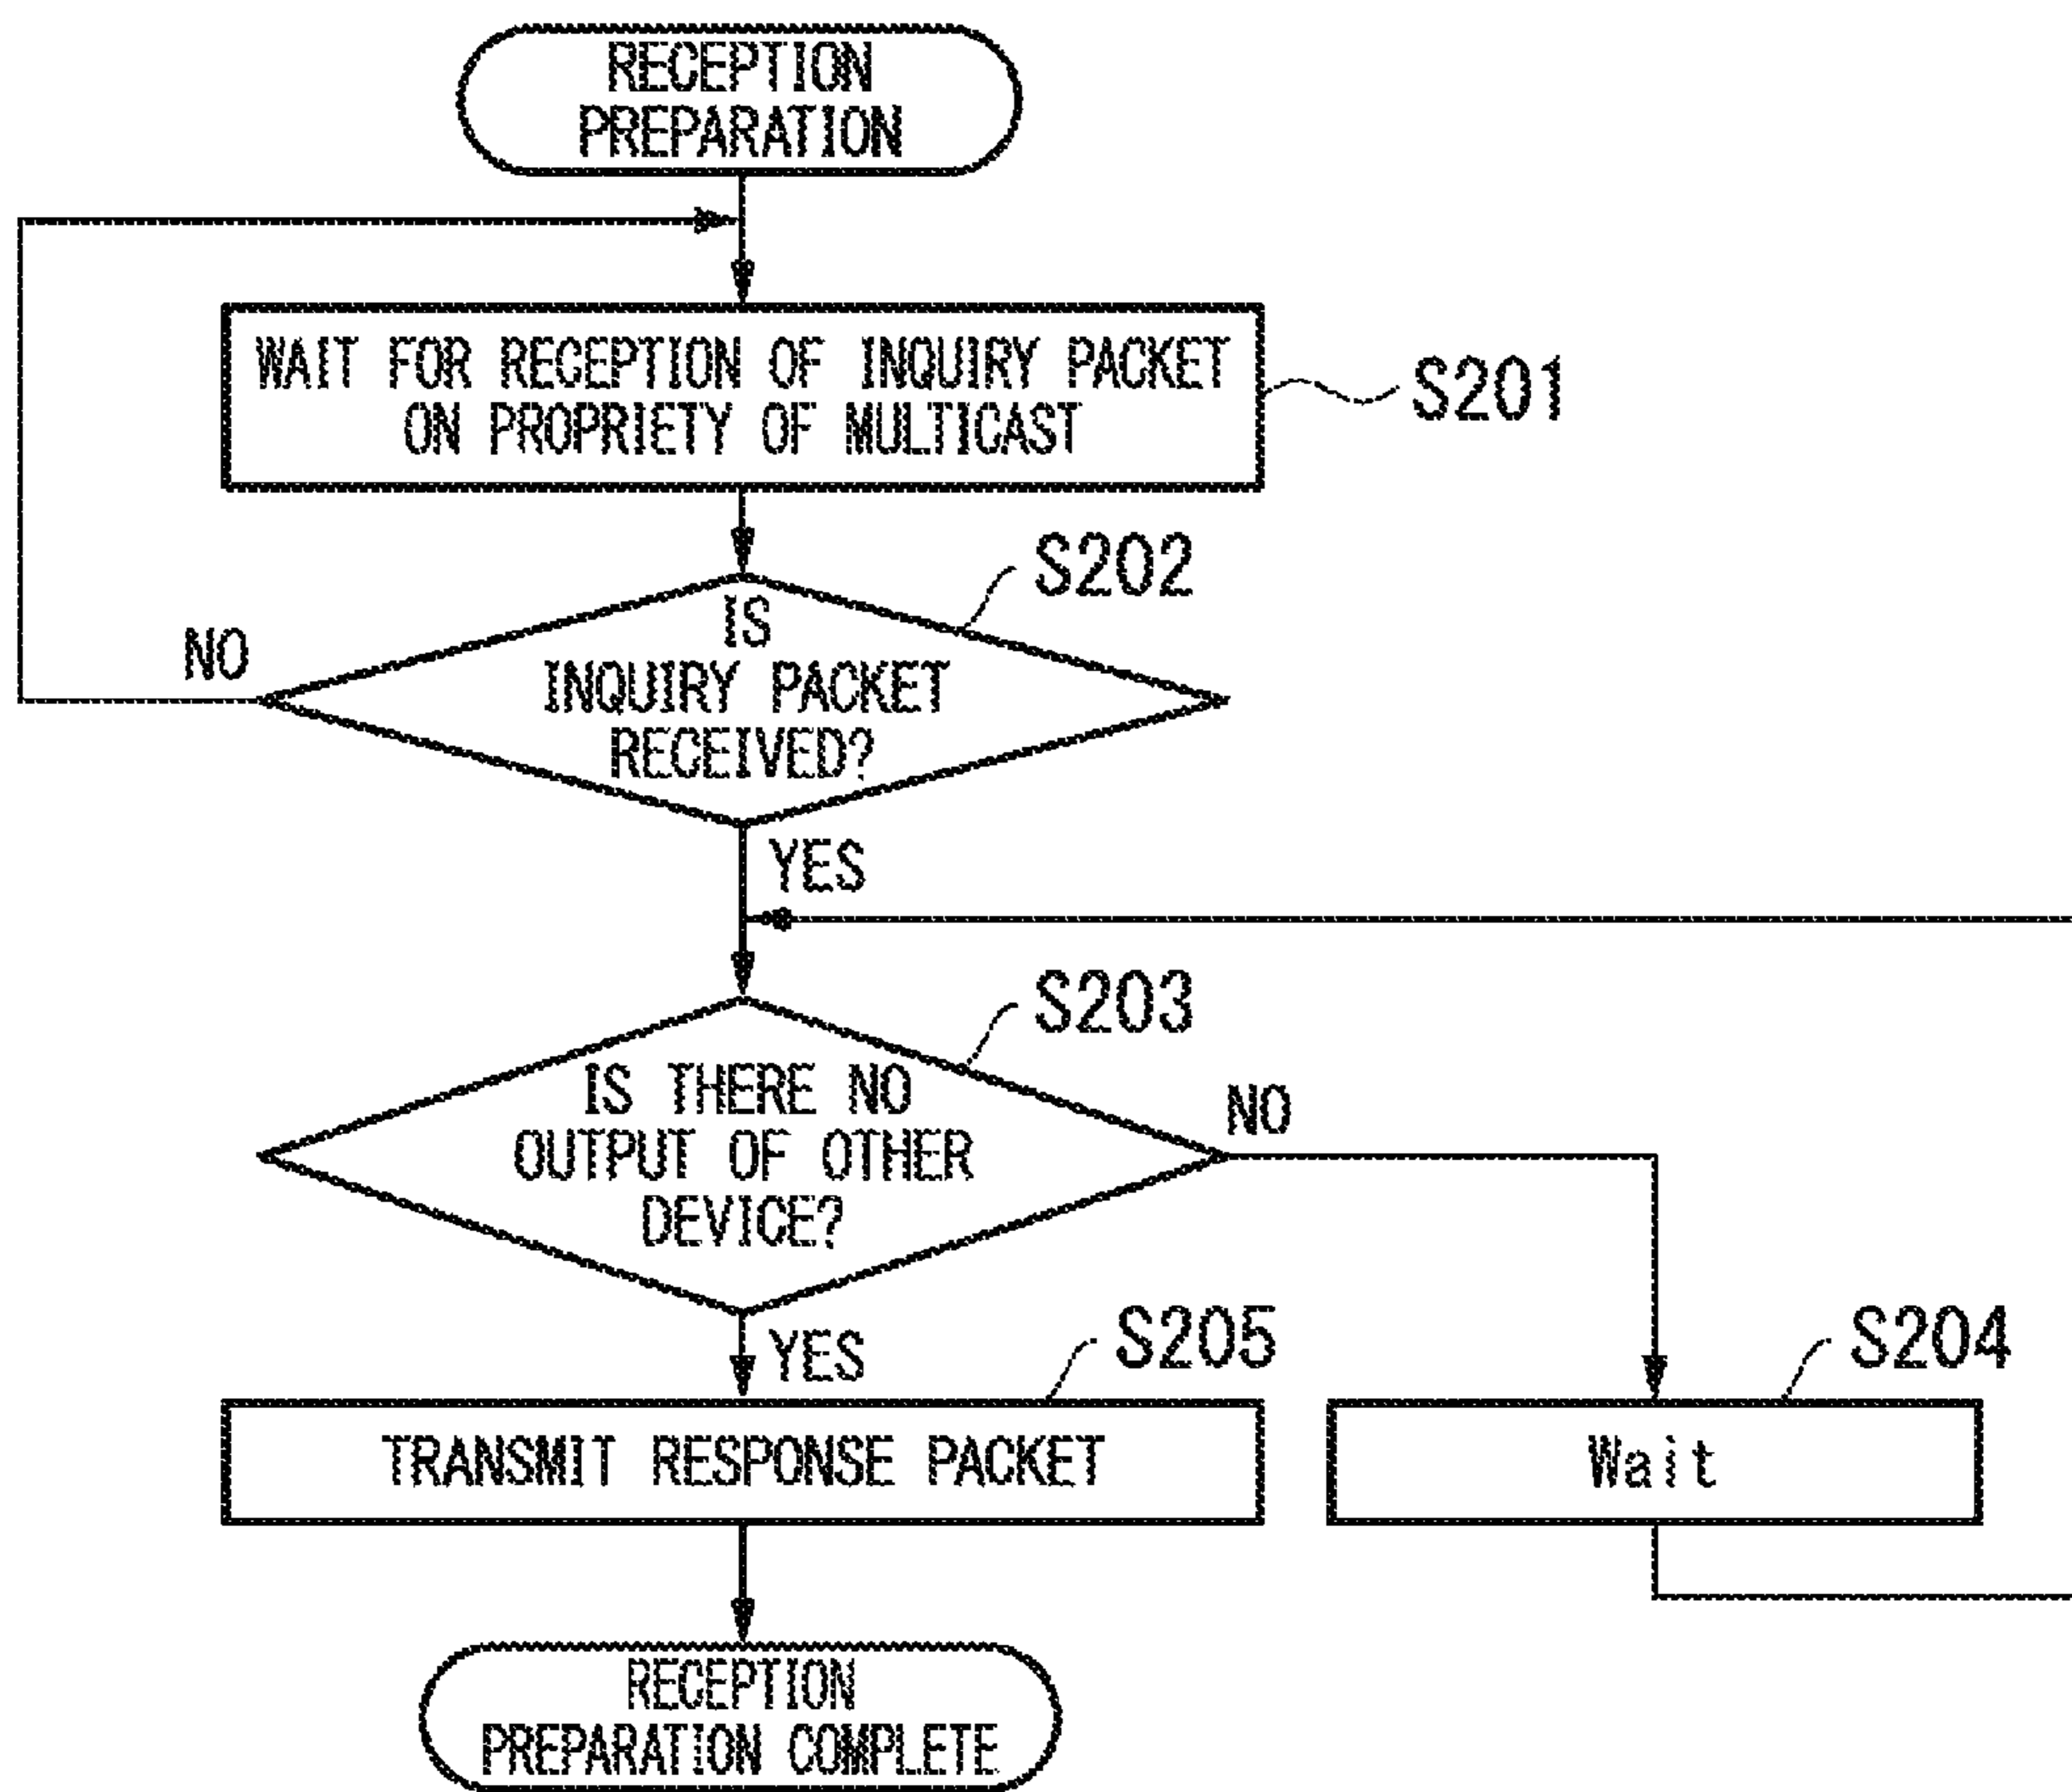 RECEPTION
PREPARATION
WAIT FOR RECEPTION OF INQUIRY PACKET
ON PROPRIETY OF MULTICAST
S201
S202
IS
INQUIRY PACKET
RECEIVED?
NO
YES
S203
IS THERE NO
OUTPUT OF OTHER
DEVICE?
NO
YES
S205
TRANSMIT RESPONSE PACKET
S204
Wait
RECEPTION
PREPARATION COMPLETE